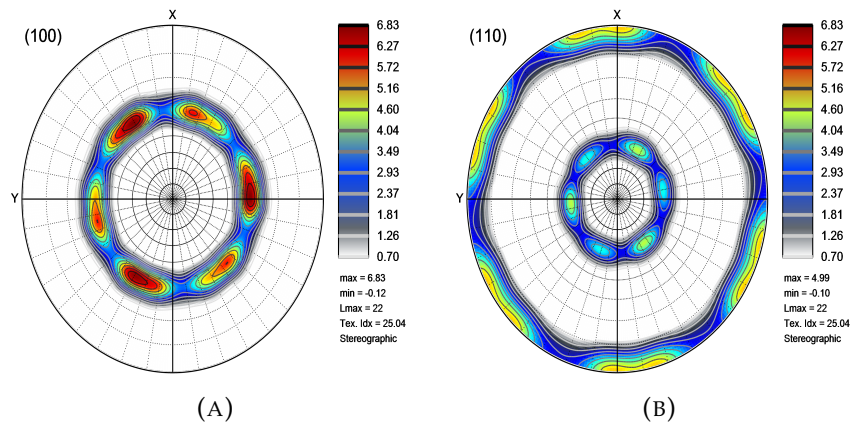 (100)
X
Y
6.83
6.27
5.72
5.16
4.60
4.04
3.49
2.93
2.37
1.81
1.26
0.70
max = 6.83
min = -0.12
Lmax = 22
Tex. Idx = 25.04
Stereographic
(A)
(110)
X
Y
6.83
6.27
5.72
5.16
4.60
4.04
3.49
2.93
2.37
1.81
1.26
0.70
max = 4.99
min = -0.10
Lmax = 22
Tex. Idx = 25.04
Stereographic
(B)